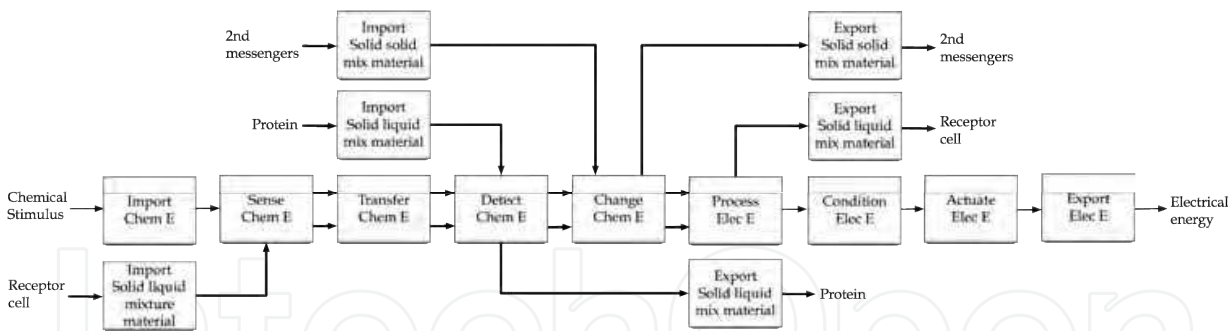 2nd
messengers
Import
Solid solid
mix material
Export
Solid solid
mix material
2nd
messengers
Protein
Import
Solid liquid
mix material
Export
Solid liquid
mix material
Receptor
cell
Chemical
Stimulus
Import
Chem E
Sense
Chem E
Transfer
Chem E
Detect
Chem E
Change
Chem E
Process
Elec E
Condition
Elec E
Actuate
Elec E
Export
Elec E
Electrical
energy
Receptor
cell
Import
Solid liquid
mixture
material
Export
Solid liquid
mix material
Protein
IntechOpen